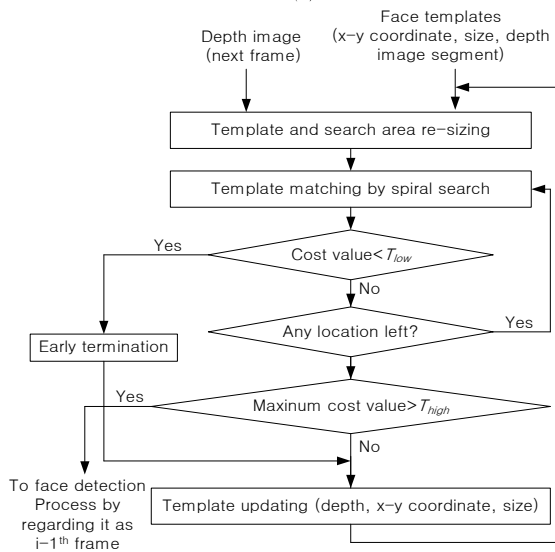 Depth image
(next frame)
Face templates
(x-y coordinate, size, depth
image segment)
Template and search area re-sizing
Template matching by spiral search
Yes
Cost value<Tlow
No
Any location left?
Yes
Early termination
Yes
Maxinum cost value>Thigh
No
To face detection
Process by
regarding it as
i-1th frame
Template updating (depth, x-y coordinate, size)